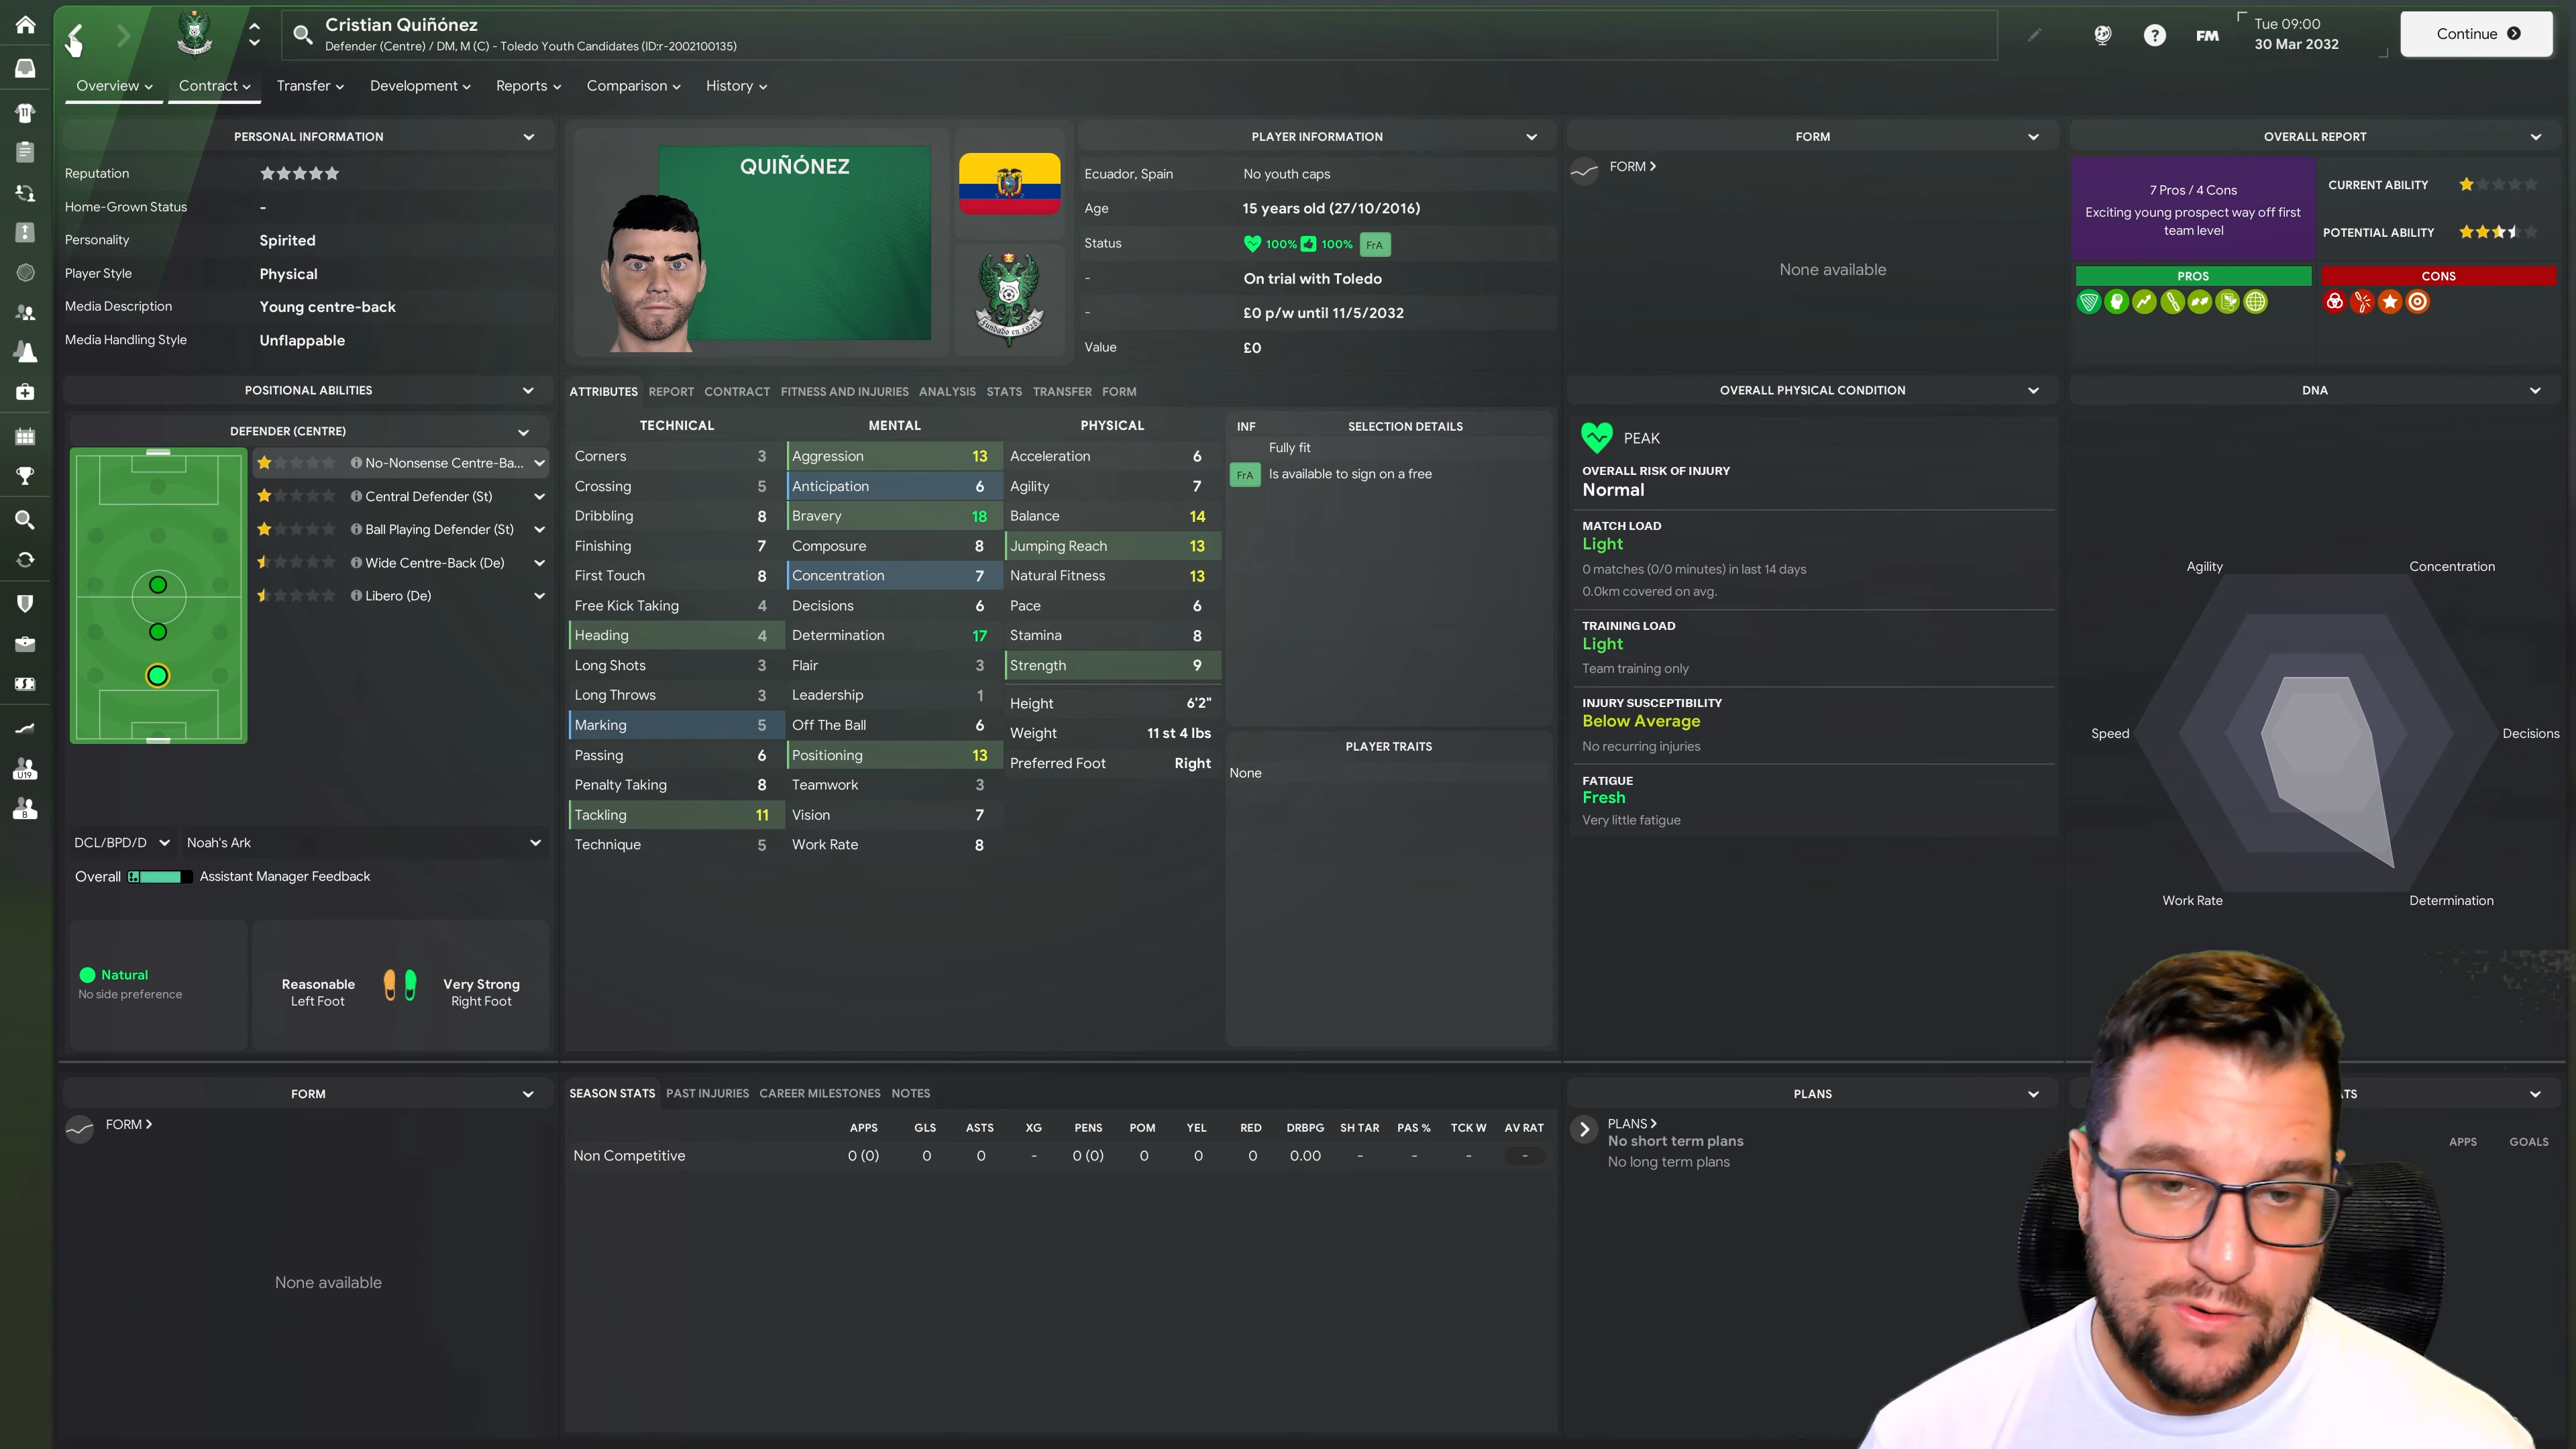 Cristian Quiñónez
Defender (Centre) / DM, M (C) - Toledo Youth Candidates (ID:r-2002100135)
FM
Tue 09:00
30 Mar 2032
Continue
Overview
Contract
Transfer
Development
Reports
Comparison
History
PERSONAL INFORMATION
Reputation
Home-Grown Status -
Personality Spirited
Player Style Physical
Media Description Young centre-back
Media Handling Style Unflappable
QUIÑÓNEZ
PLAYER INFORMATION
Ecuador, Spain No youth caps
Age 15 years old (27/10/2016)
Status 100% 100% FrA
- On trial with Toledo
- £0 p/w until 11/5/2032
Value £0
FORM
FORM
None available
OVERALL REPORT
7 Pros / 4 Cons
Exciting young prospect way off first
team level
CURRENT ABILITY
POTENTIAL ABILITY
PROS
CONS
POSITIONAL ABILITIES
DEFENDER (CENTRE)
No-Nonsense Centre-Ba...
Central Defender (St)
Ball Playing Defender (St)
Wide Centre-Back (De)
Libero (De)
DCL/BPD/D Noah's Ark
Overall Assistant Manager Feedback
Natural
No side preference
Reasonable
Left Foot
Very Strong
Right Foot
ATTRIBUTES REPORT CONTRACT FITNESS AND INJURIES ANALYSIS STATS TRANSFER FORM
TECHNICAL
Corners 3
Crossing 5
Dribbling 8
Finishing 7
First Touch 8
Free Kick Taking 4
Heading 4
Long Shots 3
Long Throws 3
Marking 5
Passing 6
Penalty Taking 8
Tackling 11
Technique 5
MENTAL
Aggression 13
Anticipation 6
Bravery 18
Composure 8
Concentration 7
Decisions 6
Determination 17
Flair 3
Leadership 1
Off The Ball 6
Positioning 13
Teamwork 3
Vision 7
Work Rate 8
PHYSICAL
Acceleration 6
Agility 7
Balance 14
Jumping Reach 13
Natural Fitness 13
Pace 6
Stamina 8
Strength 9
Height 6'2"
Weight 11 st 4 lbs
Preferred Foot Right
INF SELECTION DETAILS
Fully fit
FrA Is available to sign on a free
PLAYER TRAITS
None
OVERALL PHYSICAL CONDITION
PEAK
OVERALL RISK OF INJURY
Normal
MATCH LOAD
Light
0 matches (0/0 minutes) in last 14 days
0.0km covered on avg.
TRAINING LOAD
Light
Team training only
INJURY SUSCEPTIBILITY
Below Average
No recurring injuries
FATIGUE
Fresh
Very little fatigue
DNA
Agility
Concentration
Speed
Decisions
Work Rate
Determination
FORM
FORM
None available
SEASON STATS PAST INJURIES CAREER MILESTONES NOTES
APPS GLS ASTS XG PENS POM YEL RED DRBPG SH TAR PAS % TCK W AV RAT
Non Competitive 0 (0) 0 0 - 0 (0) 0 0 0 0.00 - - - -
PLANS
PLANS
No short term plans
No long term plans
APPS GOALS
U19
B